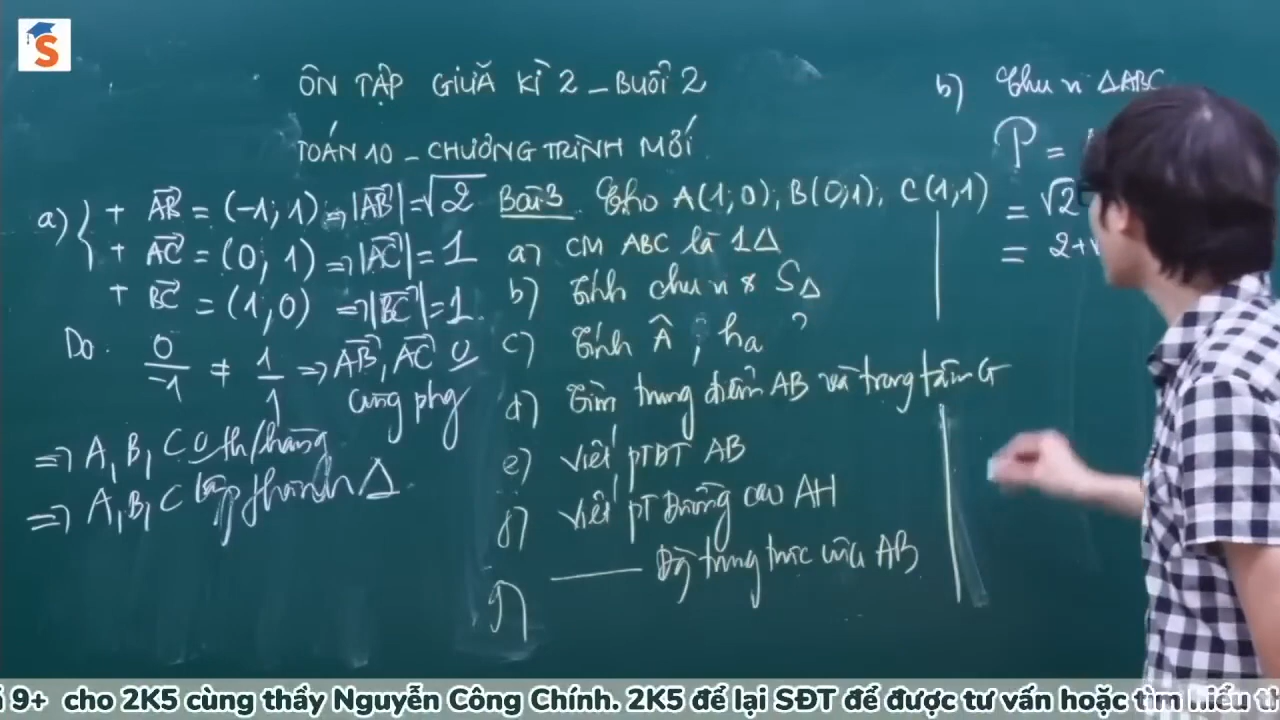 S
ÔN TẬP GIỮA KÌ 2 - BUỔI 2
TOÁN 10 - CHƯƠNG TRÌNH MỚI
a) + AB = (-1; 1) => |AB| = √2
+ AC = (0; 1) => |AC| = 1
+ BC = (1; 0) => |BC| = 1.
Do 0/-1 ≠ 1/1 => AB, AC 0
cùng phg
=> A, B, C 0 th/hàng
=> A, B, C lập thành Δ
Bài 3 Cho A(1; 0); B(0; 1); C(1; 1)
a) CM ABC là 1Δ
b) Tính chu vi & SΔ
c) Tính Â, ha ?
d) Tìm trung điểm AB và trọng tâm G
e) Viết PTĐT AB
f) Viết PT Đường cao AH
g) ——— Đg trung trực của AB
b) Chu vi ΔABC
P =
= √2
= 2+√
9+ cho 2K5 cùng thầy Nguyễn Công Chính. 2K5 để lại SĐT để được tư vấn hoặc tìm hiểu th